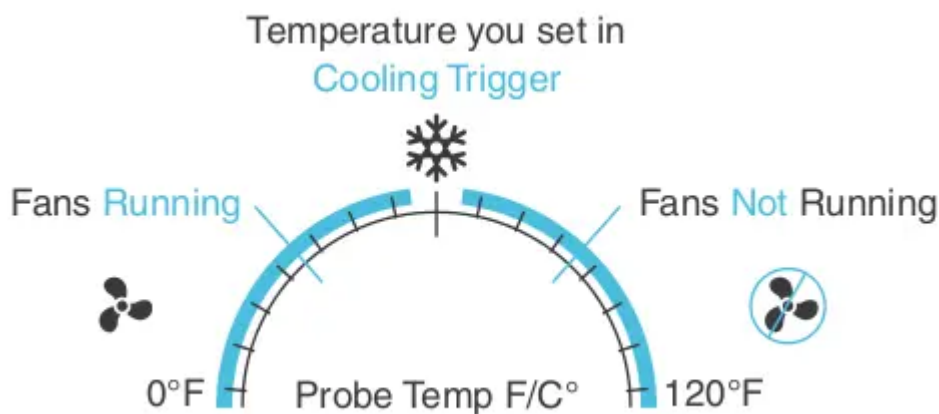 Temperature you set in
Cooling Trigger
Fans Running
Fans Not Running
0°F
Probe Temp F/C°
120°F